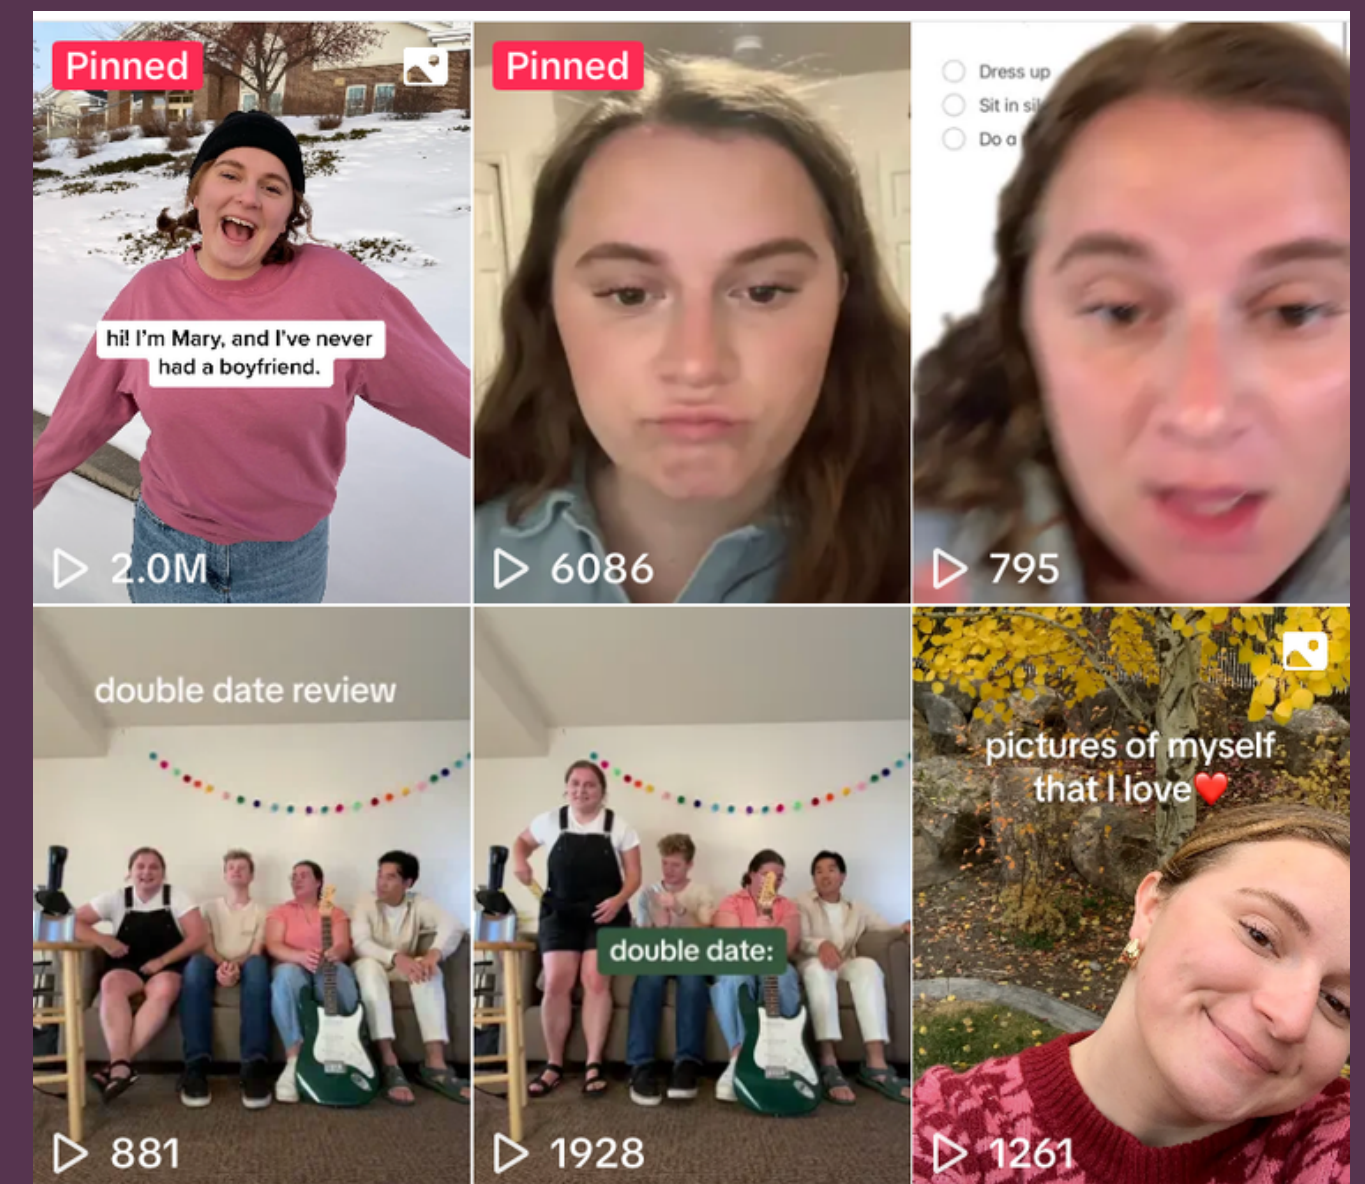 Pinned
hi! I'm Mary, and I've never
had a boyfriend.
2.0M
Pinned
6086
Dress up
Sit in
Do a
795
double date review
881
double date:
1928
pictures of myself
that I love❤️
1261